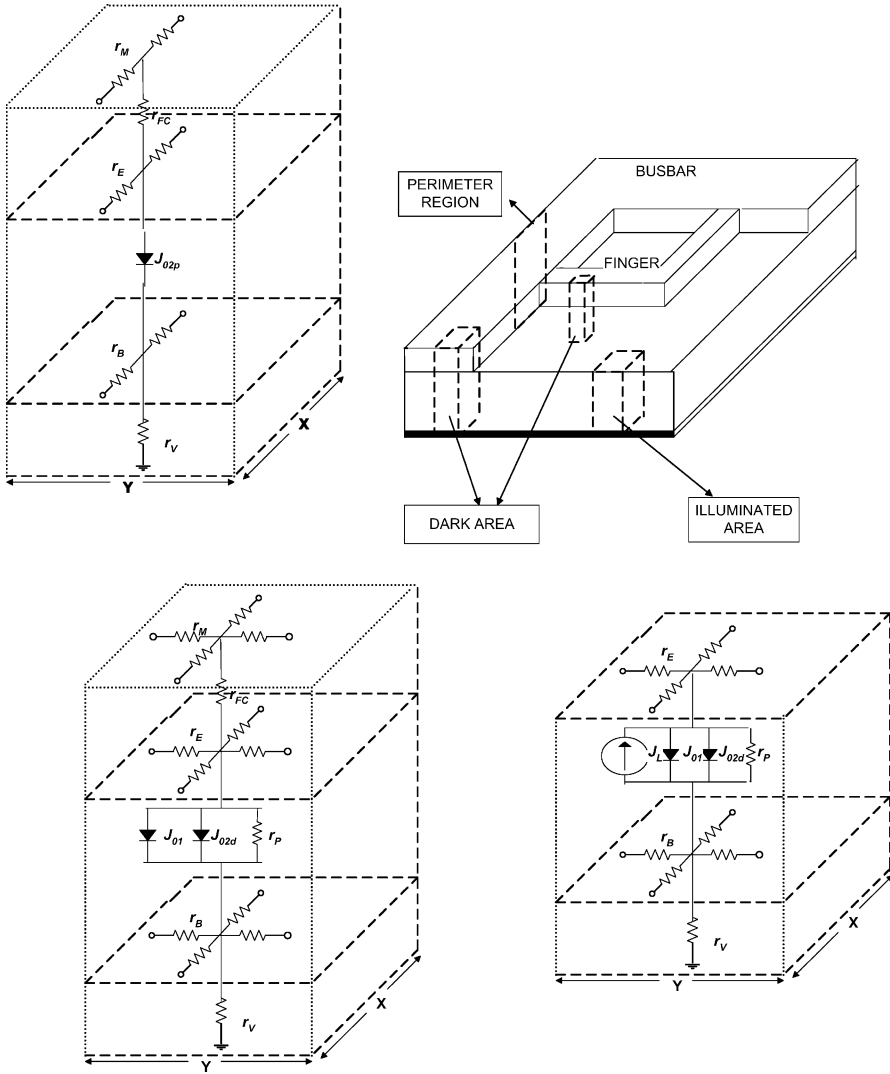 r_M
r_FC
r_E
J_02p
r_B
r_V
X
Y
BUSBAR
PERIMETER
REGION
FINGER
DARK AREA
ILLUMINATED
AREA
r_M
r_FC
r_E
J_01 J_02d r_P
r_B
r_V
X
Y
r_E
J_L J_01 J_02d r_P
r_B
r_V
X
Y